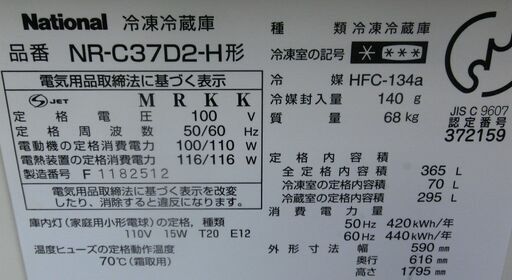 National 冷凍冷蔵庫
品番 NR-C37D2-H形
電気用品取締法に基づく表示
JET M R K K
定格電圧 100 V
定格周波数 50/60 Hz
電動機の定格消費電力 100/110 W
電熱装置の定格消費電力 116/116 W
製造番号 F 1182512
電気用品取締法に基づく表示を改変
したり、消去すると違反になります。
庫内灯(家庭用小形電球)の定格, 種類
110V 15W T20 E12
温度ヒューズの定格動作温度
70℃(霜取用)
種類 冷凍冷蔵庫
冷凍室の記号 * ***
冷媒 HFC-134a
冷媒封入量 140 g
質量 68 kg
JIS C 9607
認定番号
372159
定格内容積
全定格内容積 365 L
冷凍室の定格内容積 70 L
冷蔵室の定格内容積 295 L
消費電力量
50Hz 420 kWh/年
60Hz 440 kWh/年
外形寸法 幅 590 mm
奥行 616 mm
高さ 1795 mm